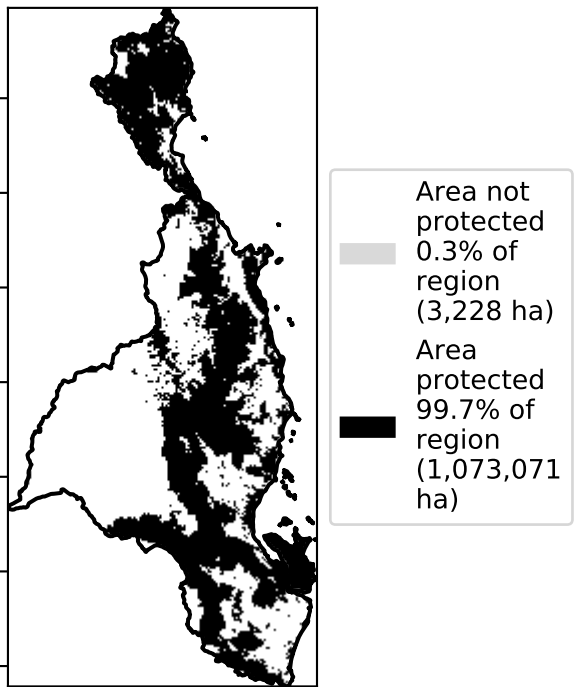 Area not
protected
0.3% of
region
(3,228 ha)
Area
protected
99.7% of
region
(1,073,071
ha)